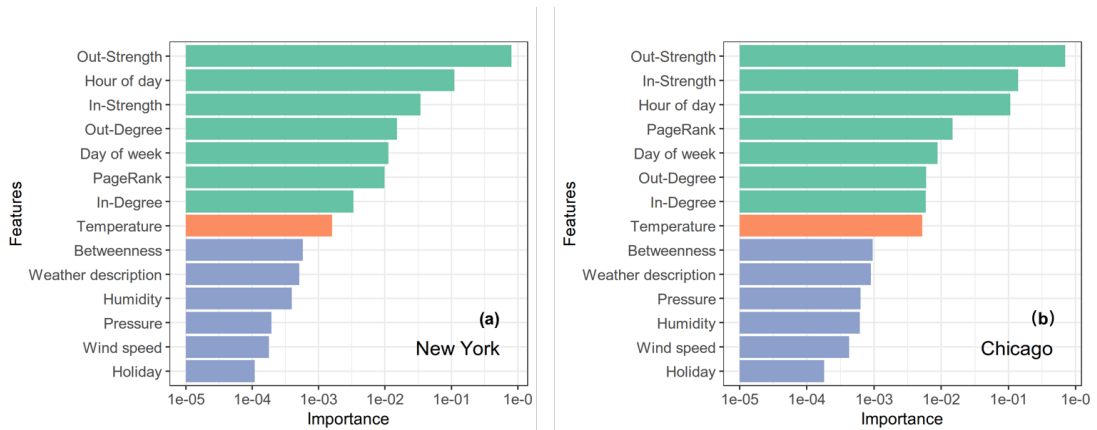 Features
Out-Strength
Hour of day
In-Strength
Out-Degree
Day of week
PageRank
In-Degree
Temperature
Betweenness
Weather description
Humidity
Pressure
Wind speed
Holiday
(a)
New York
1e-05 1e-04 1e-03 1e-02 1e-01 1e-0
Importance
Features
Out-Strength
In-Strength
Hour of day
PageRank
Day of week
Out-Degree
In-Degree
Temperature
Betweenness
Weather description
Pressure
Humidity
Wind speed
Holiday
(b)
Chicago
1e-05 1e-04 1e-03 1e-02 1e-01 1e-0
Importance